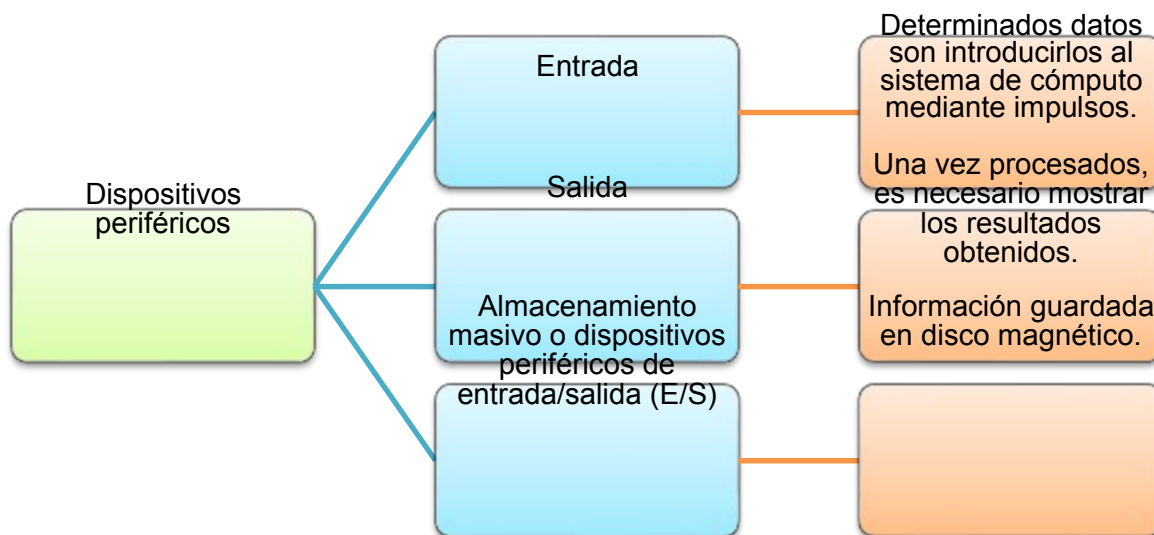 Dispositivos
periféricos
Entrada
Salida
Almacenamiento
masivo o dispositivos
periféricos de
entrada/salida (E/S)
Determinados datos
son introducirlos al
sistema de cómputo
mediante impulsos.
Una vez procesados,
es necesario mostrar
los resultados
obtenidos.
Información guardada
en disco magnético.